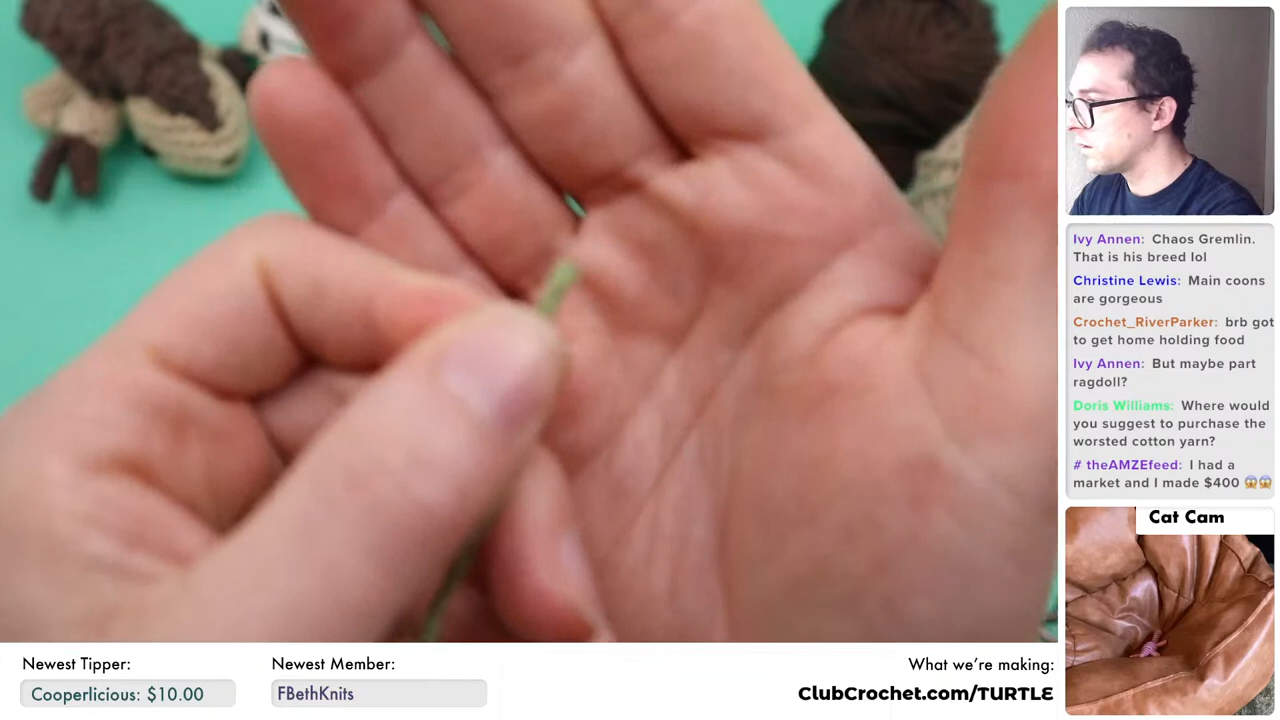 Ivy Annen: Chaos Gremlin.
That is his breed lol
Christine Lewis: Main coons
are gorgeous
Crochet_RiverParker: brb got
to get home holding food
Ivy Annen: But maybe part
ragdoll?
Doris Williams: Where would
you suggest to purchase the
worsted cotton yarn?
# theAMZEfeed: I had a
market and I made $400 😱😱
Cat Cam
Newest Tipper:
Cooperlicious: $10.00
Newest Member:
FBethKnits
What we're making:
ClubCrochet.com/TURTLE